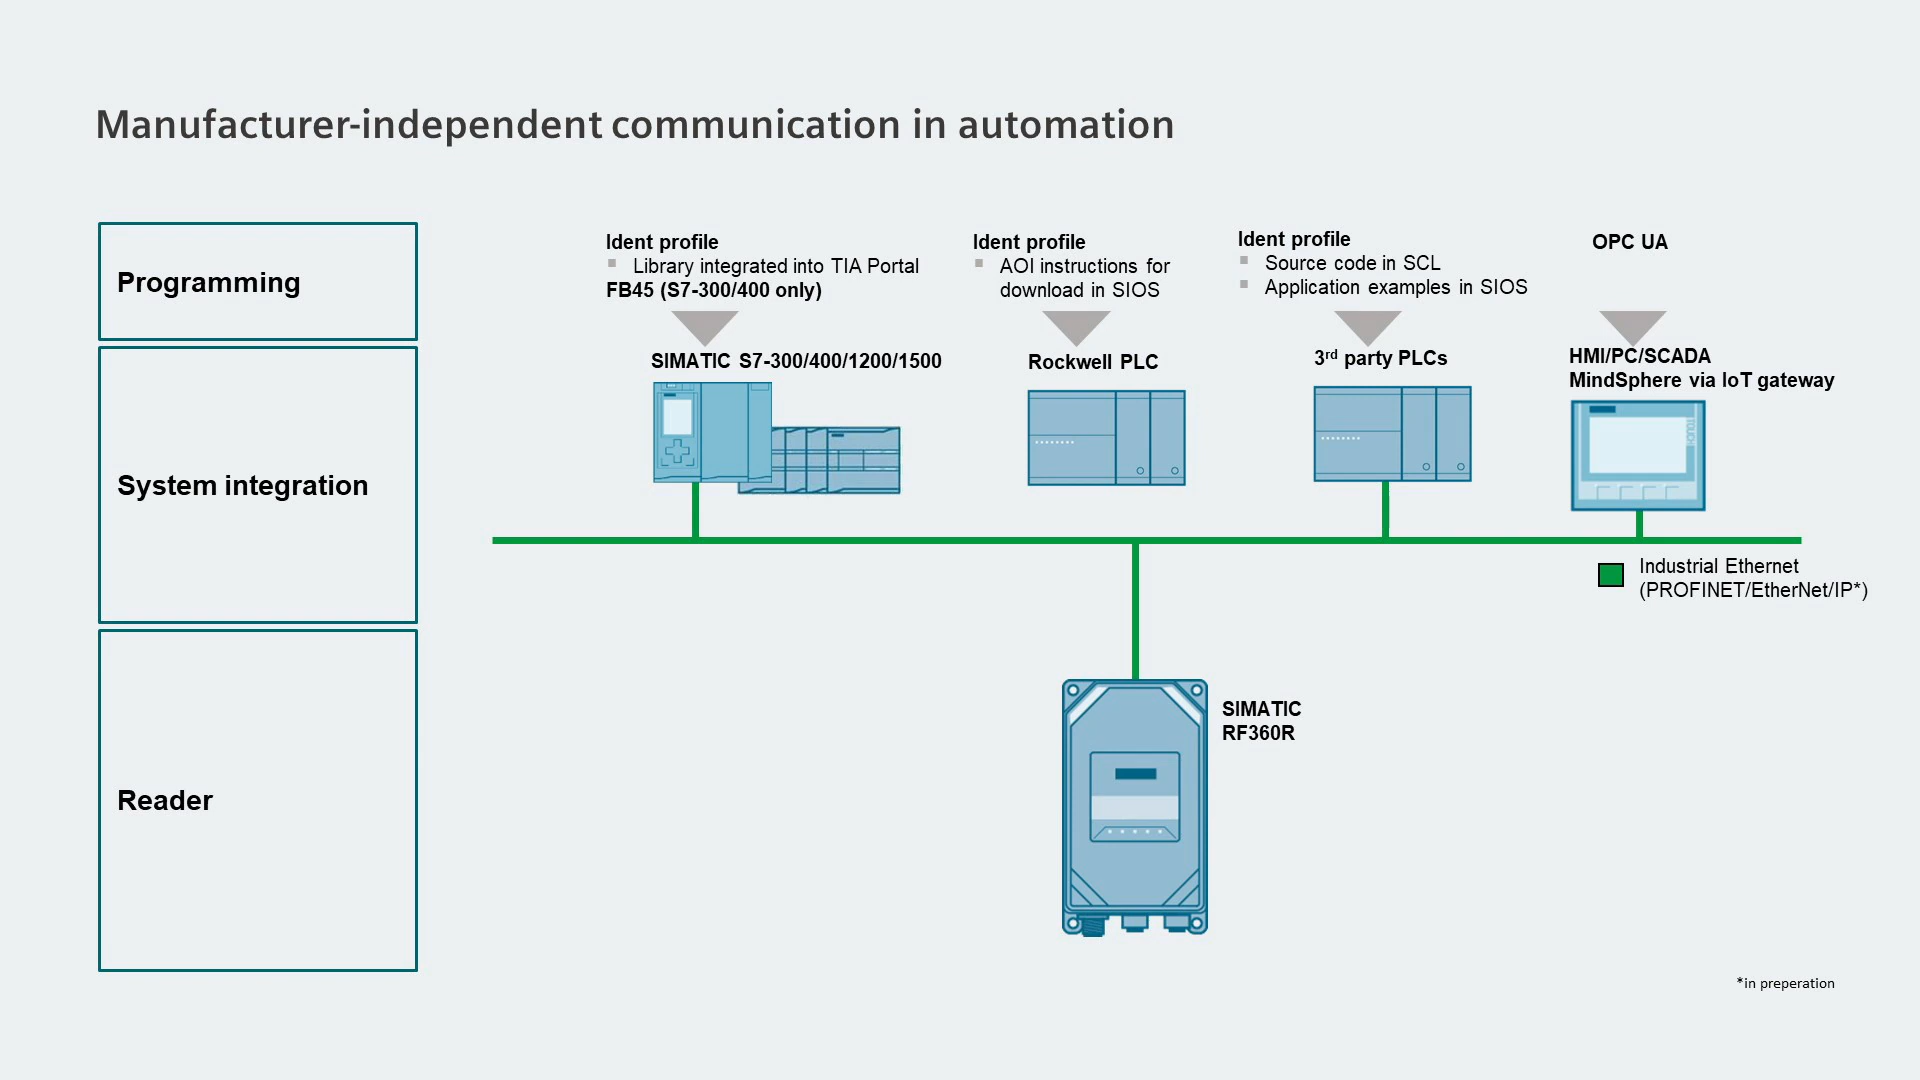 Manufacturer-independent communication in automation
Programming
Ident profile
Library integrated into TIA Portal
FB45 (S7-300/400 only)
Ident profile
AOI instructions for
download in SIOS
Ident profile
Source code in SCL
Application examples in SIOS
OPC UA
System integration
SIMATIC S7-300/400/1200/1500
Rockwell PLC
3rd party PLCs
HMI/PC/SCADA
MindSphere via IoT gateway
TOUCH
Industrial Ethernet
(PROFINET/EtherNet/IP*)
Reader
SIMATIC
RF360R
*in preperation